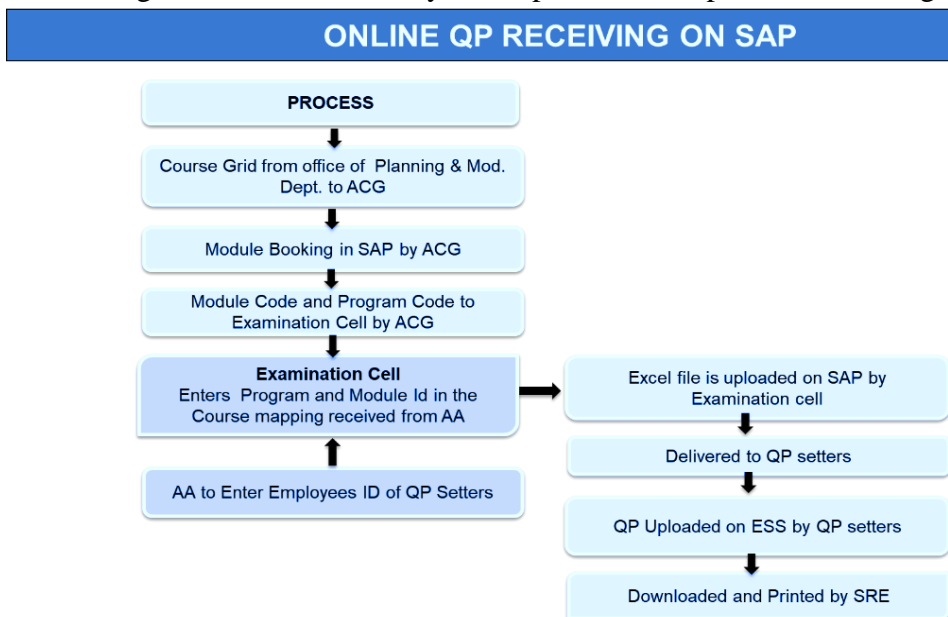 ONLINE QP RECEIVING ON SAP
PROCESS
Course Grid from office of Planning & Mod.
Dept. to ACG
Module Booking in SAP by ACG
Module Code and Program Code to
Examination Cell by ACG
Examination Cell
Enters Program and Module Id in the
Course mapping received from AA
AA to Enter Employees ID of QP Setters
Excel file is uploaded on SAP by
Examination cell
Delivered to QP setters
QP Uploaded on ESS by QP setters
Downloaded and Printed by SRE